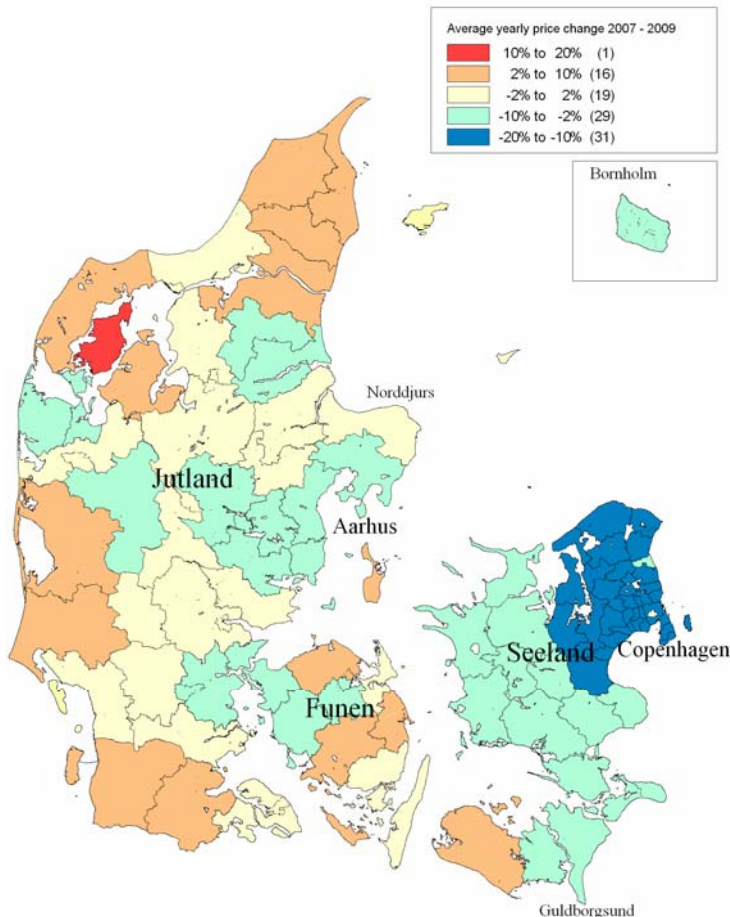 Average yearly price change 2007 - 2009
10% to 20% (1)
2% to 10% (16)
-2% to 2% (19)
-10% to -2% (29)
-20% to -10% (31)
Bornholm
Norddjurs
Jutland
Aarhus
Seeland
Copenhagen
Funen
Guldborgsund